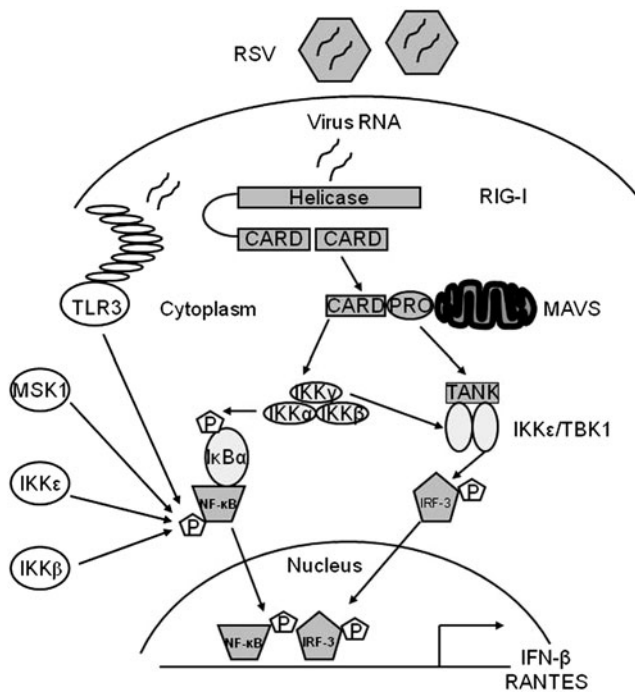 RSV
Virus RNA
Helicase
RIG-I
CARD CARD
TLR3
Cytoplasm
CARD PRO
MAVS
MSK1
IKKγ
IKKα IKKβ
TANK
P
IKKε/TBK1
IκBα
IKKε
NF-κB
P
IRF-3
P
IKKβ
Nucleus
NF-κB
P
IRF-3
P
IFN-β
RANTES